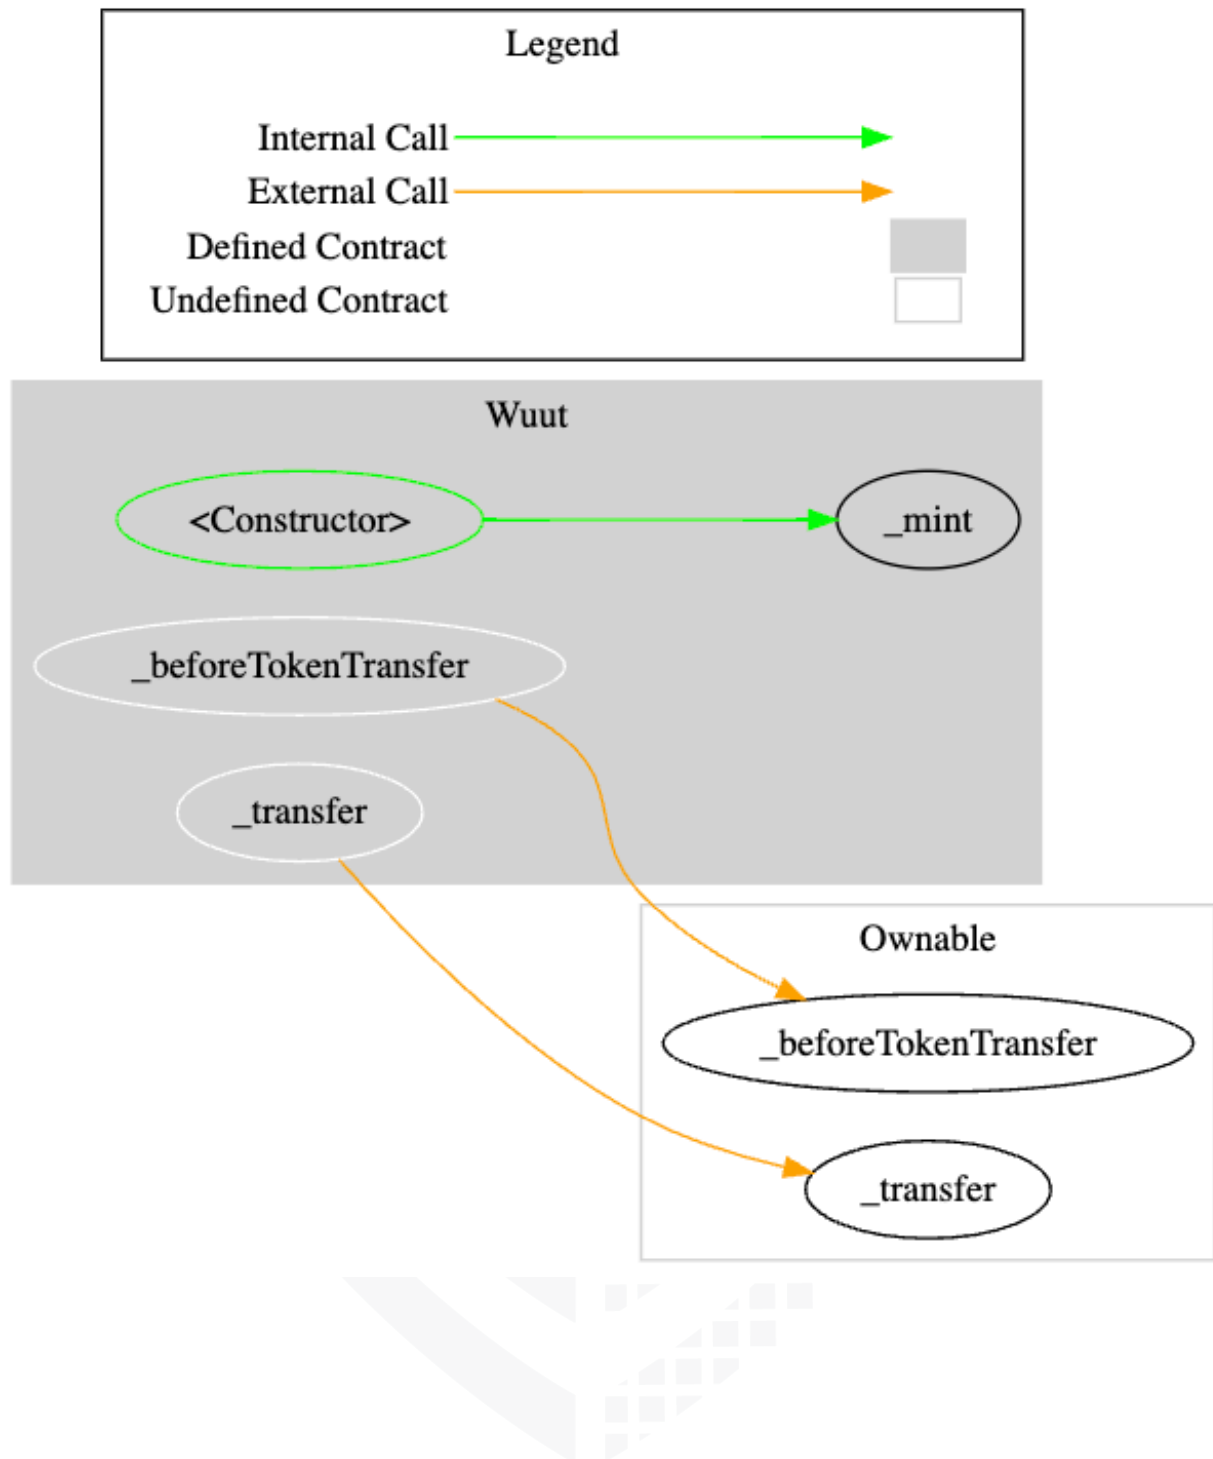 Legend
Internal Call
External Call
Defined Contract
Undefined Contract
Wuut
<Constructor>
_mint
_beforeTokenTransfer
_transfer
Ownable
_beforeTokenTransfer
_transfer